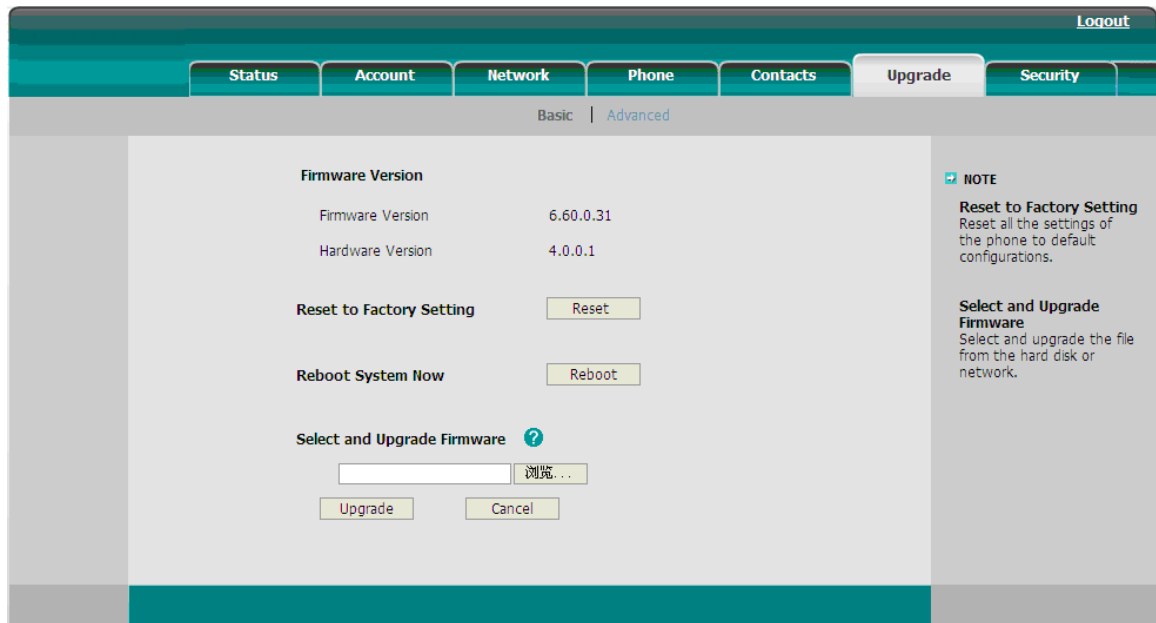 Logout
Status Account Network Phone Contacts Upgrade Security
Basic | Advanced
Firmware Version
Firmware Version 6.60.0.31
Hardware Version 4.0.0.1
Reset to Factory Setting Reset
Reboot System Now Reboot
Select and Upgrade Firmware ?
浏览...
Upgrade Cancel
NOTE
Reset to Factory Setting
Reset all the settings of
the phone to default
configurations.
Select and Upgrade
Firmware
Select and upgrade the file
from the hard disk or
network.